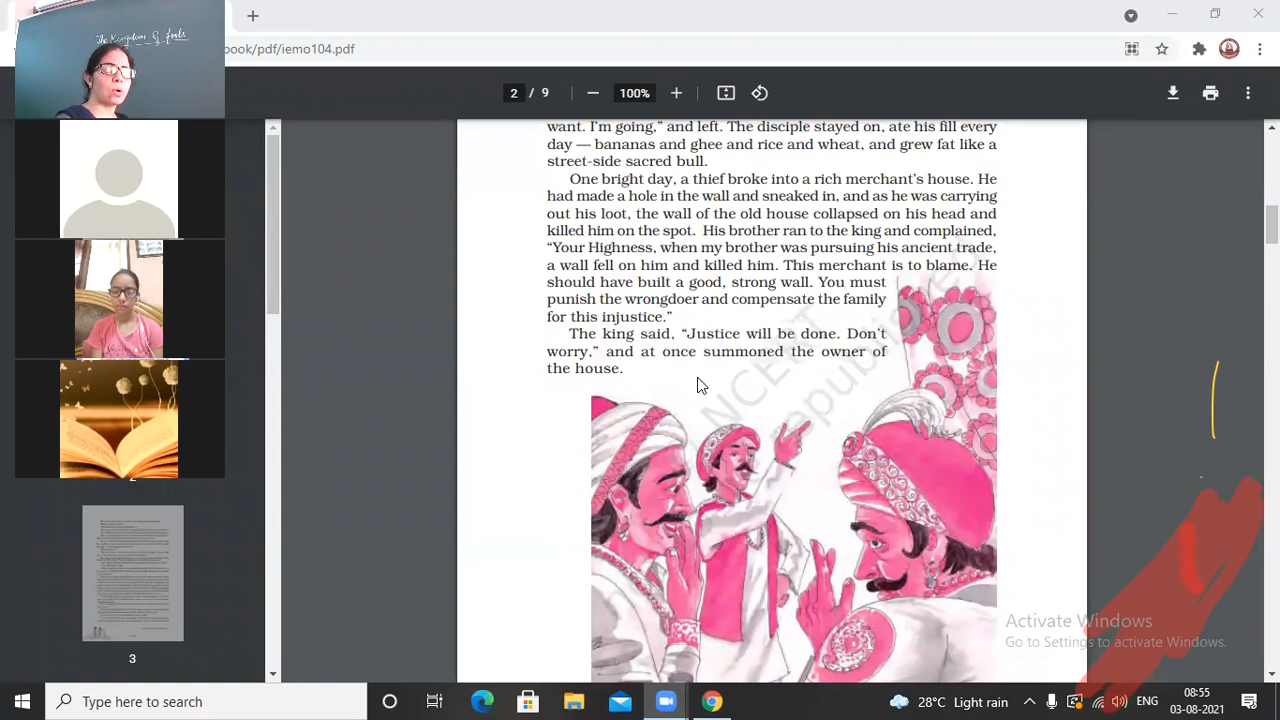 The Kingdom of fools
book/pdf/iemo104.pdf
2 / 9
100%
want. I'm going,” and left. The disciple stayed on, ate his fill every
day — bananas and ghee and rice and wheat, and grew fat like a
street-side sacred bull.
One bright day, a thief broke into a rich merchant's house. He
had made a hole in the wall and sneaked in, and as he was carrying
out his loot, the wall of the old house collapsed on his head and
killed him on the spot. His brother ran to the king and complained,
“Your Highness, when my brother was pursuing his ancient trade,
a wall fell on him and killed him. This merchant is to blame. He
should have built a good, strong wall. You must
punish the wrongdoer and compensate the family
for this injustice.”
The king said, “Justice will be done. Don't
worry,” and at once summoned the owner of
the house.
NCERT
republished
2
3
Activate Windows
Go to Settings to activate Windows.
Type here to search
28°C Light rain
ENG
08:55
03-08-2021